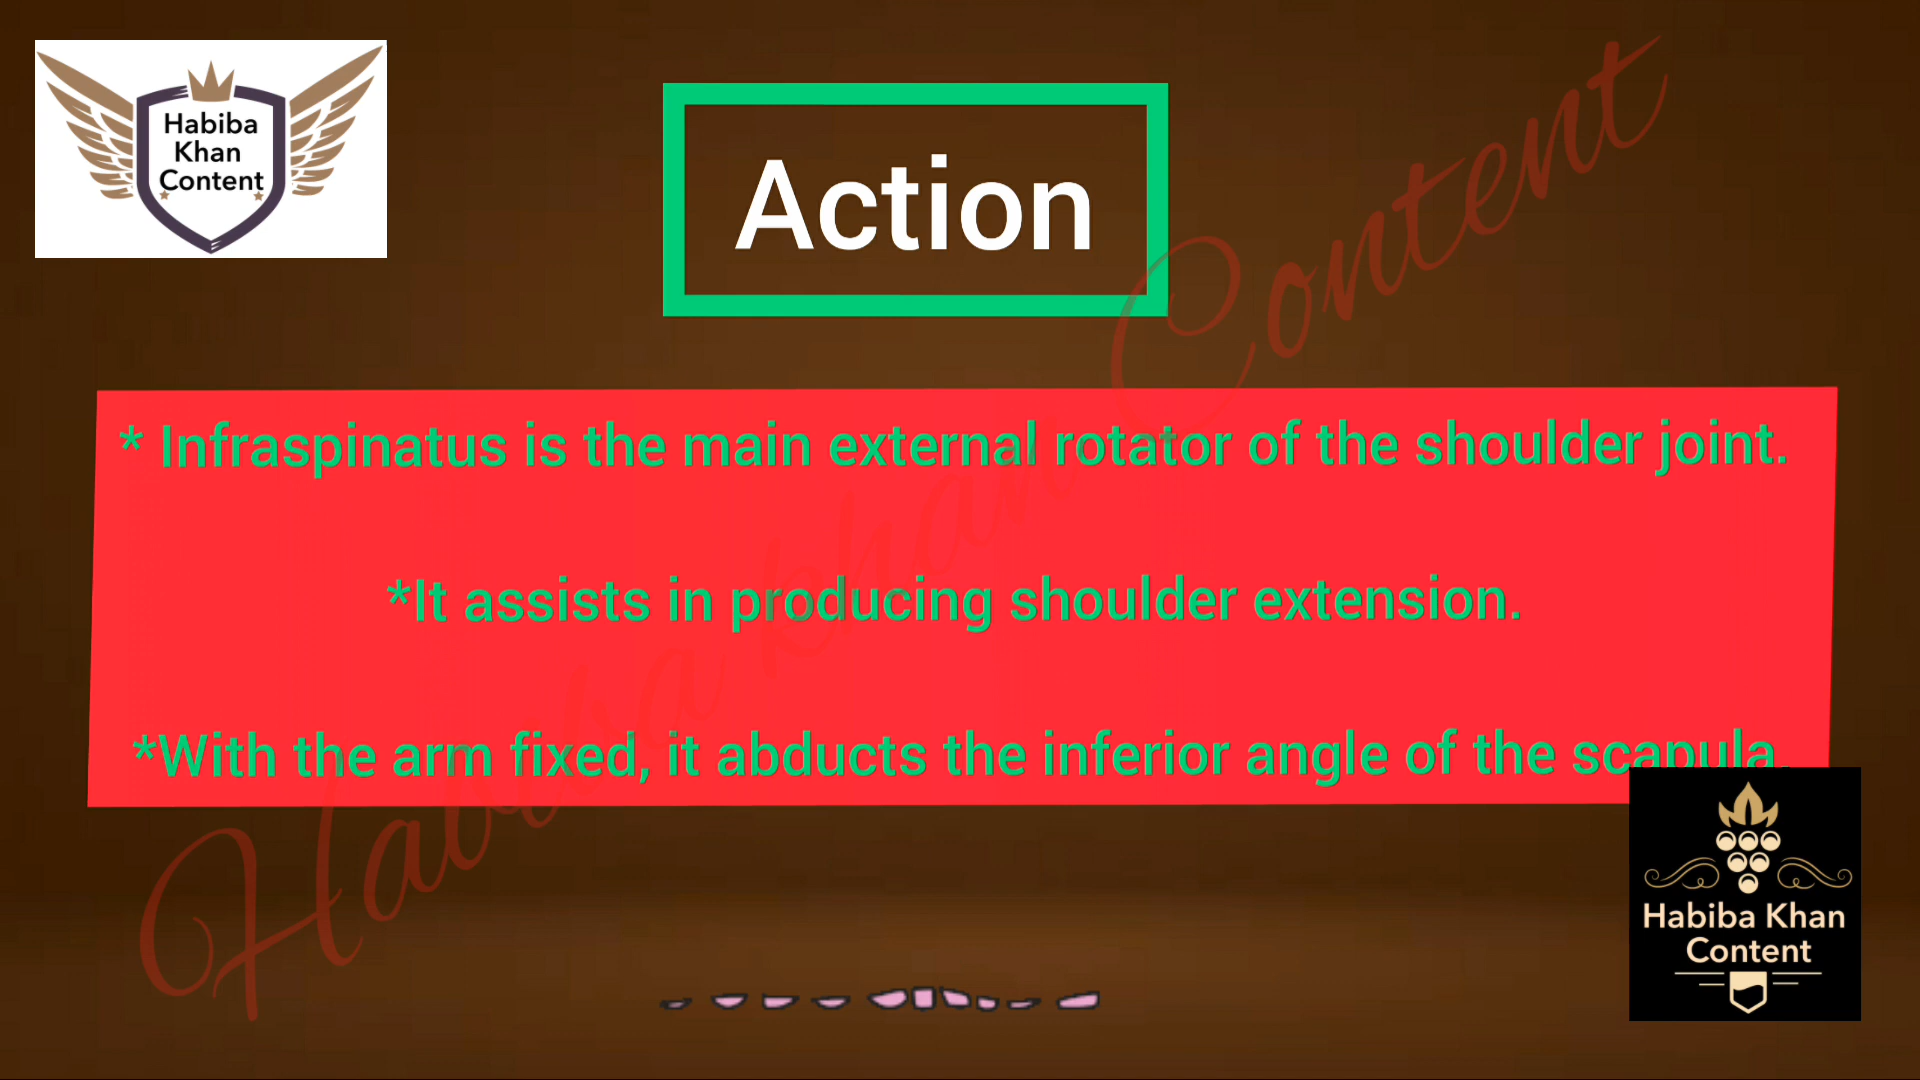 Habiba
Khan
Content
Action
* Infraspinatus is the main external rotator of the shoulder joint.
*It assists in producing shoulder extension.
*With the arm fixed, it abducts the inferior angle of the scapula.
Habiba khan Content
Habiba Khan
Content